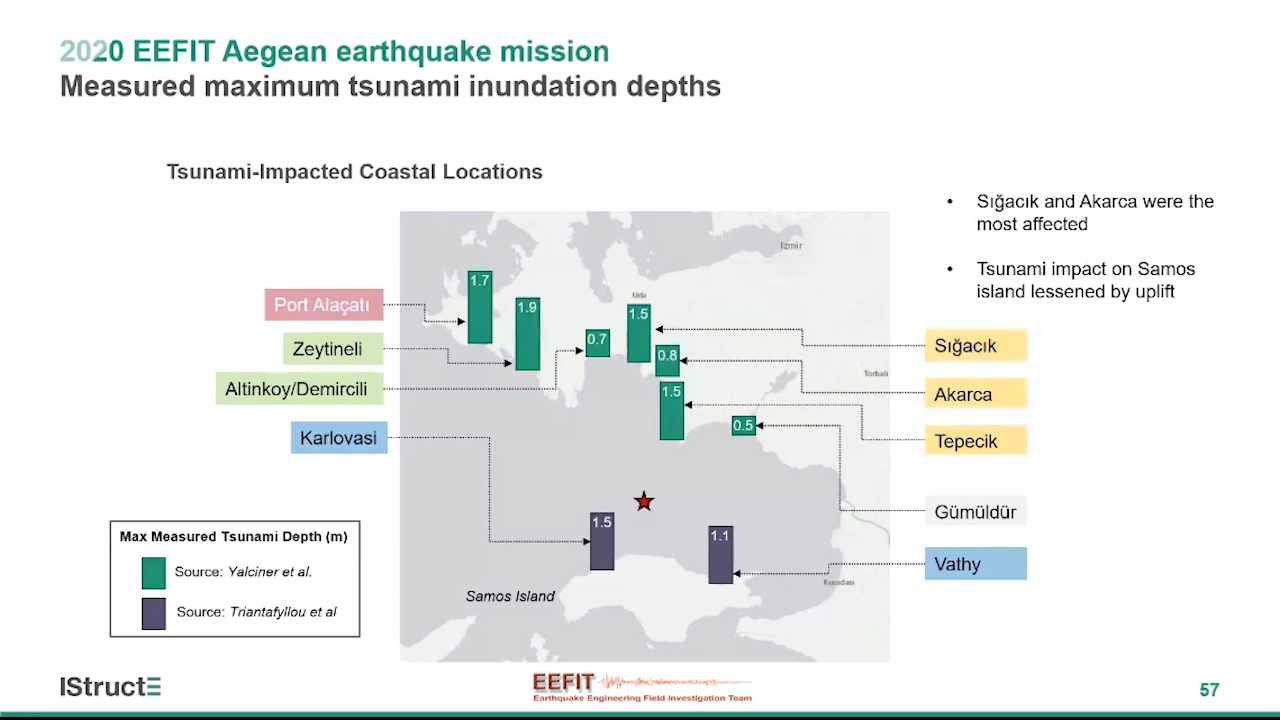 2020 EEFIT Aegean earthquake mission
Measured maximum tsunami inundation depths
Tsunami-Impacted Coastal Locations
• Sığacık and Akarca were the
most affected
• Tsunami impact on Samos
island lessened by uplift
Izmir
Urla
Torbalı
Kusadası
1.7
1.9
0.7
1.5
0.8
1.5
0.5
1.5
1.1
Port Alaçatı
Zeytineli
Altinkoy/Demircili
Karlovasi
Sığacık
Akarca
Tepecik
Gümüldür
Vathy
Samos Island
Max Measured Tsunami Depth (m)
Source: Yalciner et al.
Source: Triantafyllou et al
IStructE
EEFIT
Earthquake Engineering Field Investigation Team
57